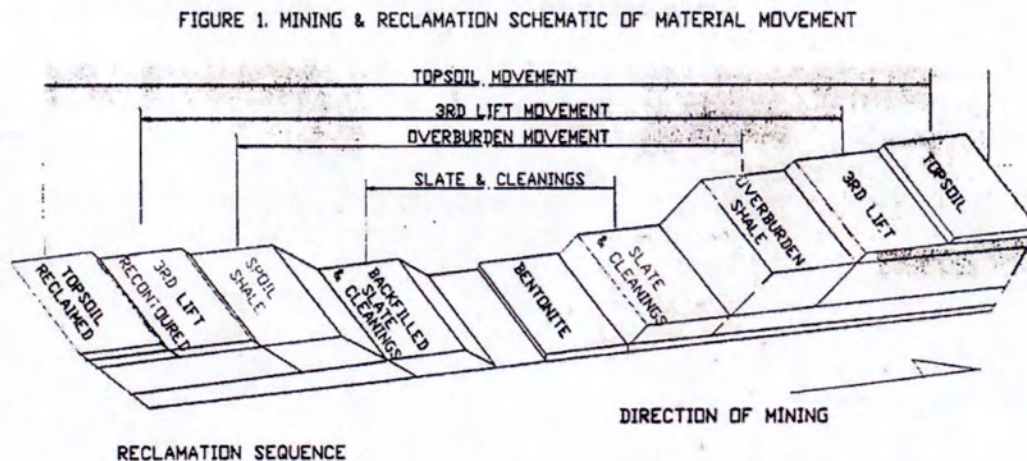 FIGURE 1. MINING & RECLAMATION SCHEMATIC OF MATERIAL MOVEMENT
TOPSOIL MOVEMENT
3RD LIFT MOVEMENT
OVERBURDEN MOVEMENT
SLATE & CLEANINGS
TOPSOIL
RECLAIMED
3RD LIFT
RECONTOURED
SPOIL
SHALE
BACKFILLED
SLATE
& CLEANINGS
BENTONITE
SLATE
& CLEANINGS
OVERBURDEN
SHALE
3RD LIFT
TOPSOIL
DIRECTION OF MINING
RECLAMATION SEQUENCE